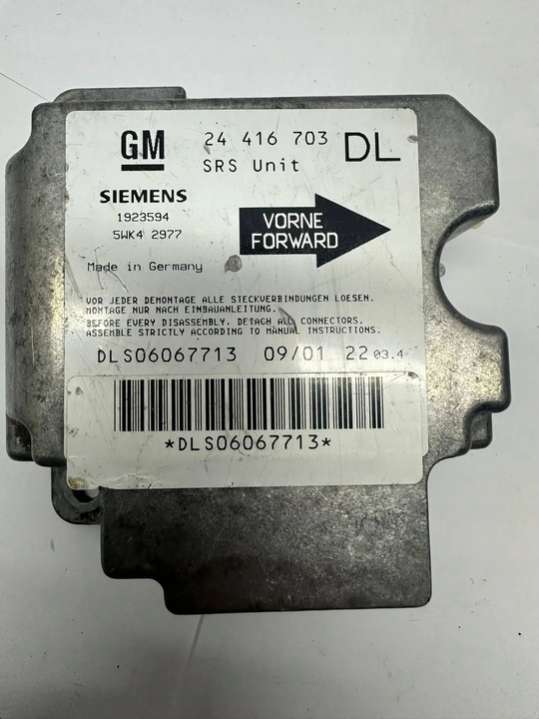 GM 24 416 703 DL
SRS Unit
SIEMENS
1923594
5WK4 2977
VORNE
FORWARD
Made in Germany
VOR JEDER DEMONTAGE ALLE STECKVERBINDUNGEN LOESEN.
MONTAGE NUR NACH EINBAUANLEITUNG.
BEFORE EVERY DISASSEMBLY, DETACH ALL CONNECTORS.
ASSEMBLE STRICTLY ACCORDING TO MANUAL INSTRUCTIONS.
DLS06067713 09/01 22 03.4
*DLS06067713*